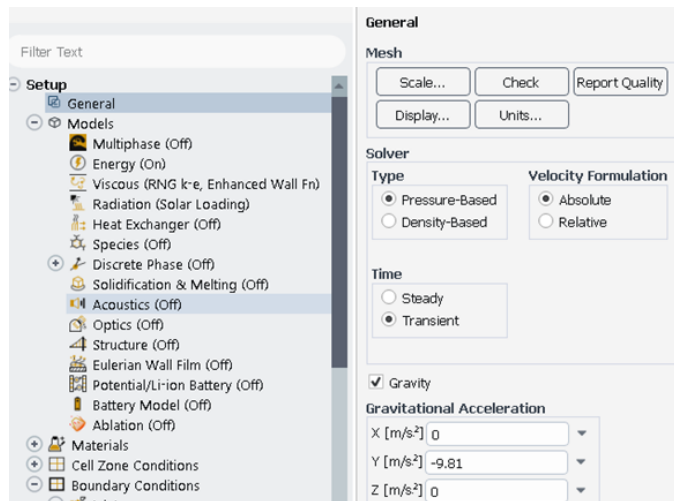 Filter Text
Setup
General
Models
Multiphase (Off)
Energy (On)
Viscous (RNG k-e, Enhanced Wall Fn)
Radiation (Solar Loading)
Heat Exchanger (Off)
Species (Off)
Discrete Phase (Off)
Solidification & Melting (Off)
Acoustics (Off)
Optics (Off)
Structure (Off)
Eulerian Wall Film (Off)
Potential/Li-ion Battery (Off)
Battery Model (Off)
Ablation (Off)
Materials
Cell Zone Conditions
Boundary Conditions
General
Mesh
Scale... Check Report Quality
Display... Units...
Solver
Type Velocity Formulation
Pressure-Based Absolute
Density-Based Relative
Time
Steady
Transient
Gravity
Gravitational Acceleration
X [m/s²] 0
Y [m/s²] -9.81
Z [m/s²] 0